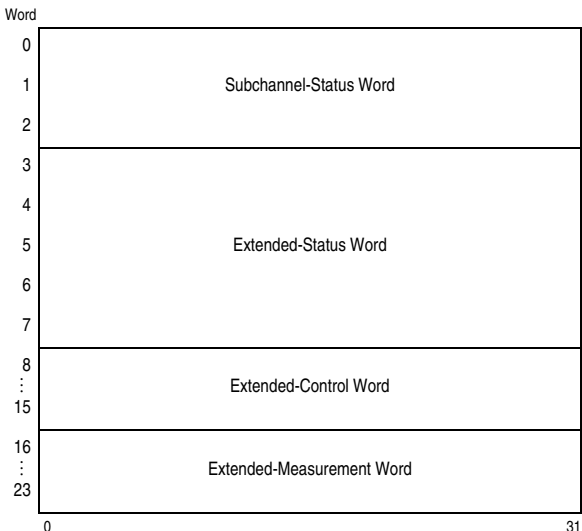 Word
0
1 Subchannel-Status Word
2
3
4
5 Extended-Status Word
6
7
8
⋮ Extended-Control Word
15
16
⋮ Extended-Measurement Word
23
0 31